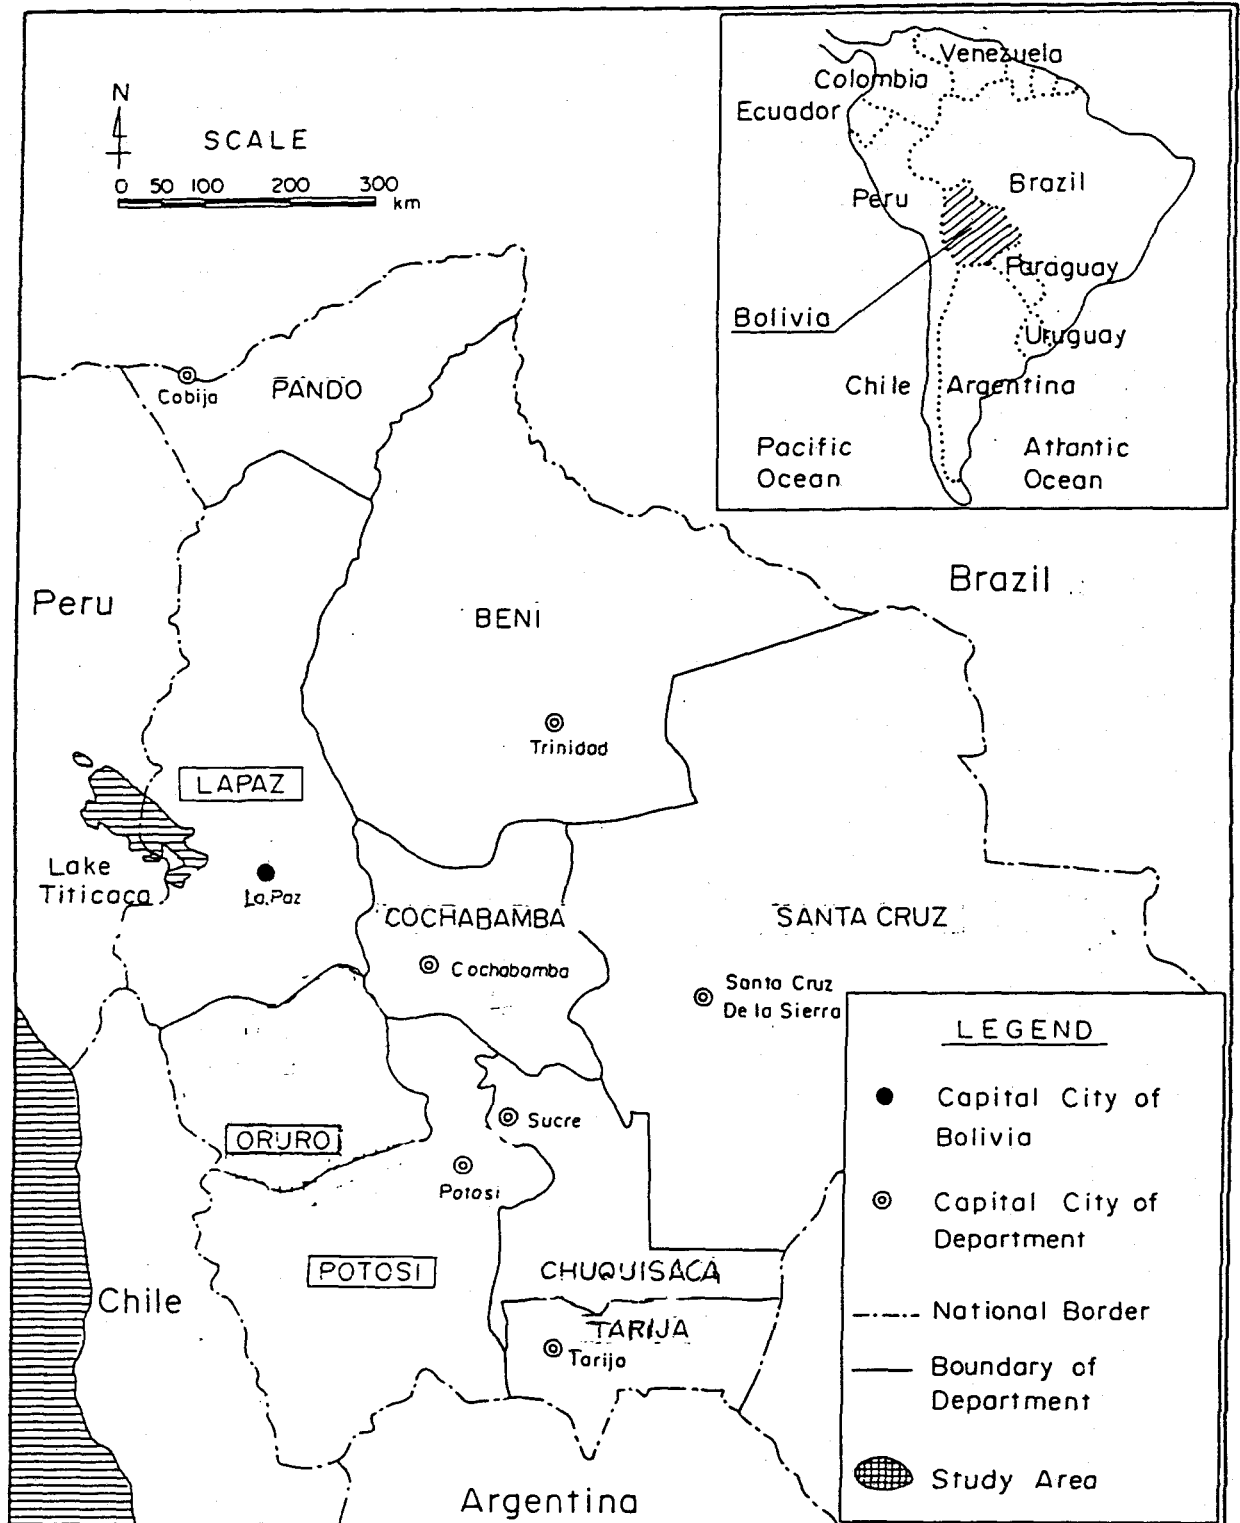 N
SCALE
0 50 100 200 300
km
Venezuela
Colombia
Ecuador
Brazil
Peru
Paraguay
Bolivia
Uruguay
Chile
Argentina
Pacific
Ocean
Atlantic
Ocean
Cobija
PANDO
Brazil
Peru
BENI
Trinidad
LAPAZ
Lake
Titicaca
La.Paz
COCHABAMBA
SANTA CRUZ
Cochabamba
Santa Cruz
De la Sierra
ORURO
Sucre
Potosi
POTOSI
CHUQUISACA
Chile
TARIJA
Tarija
Argentina
LEGEND
Capital City of
Bolivia
Capital City of
Department
National Border
Boundary of
Department
Study Area